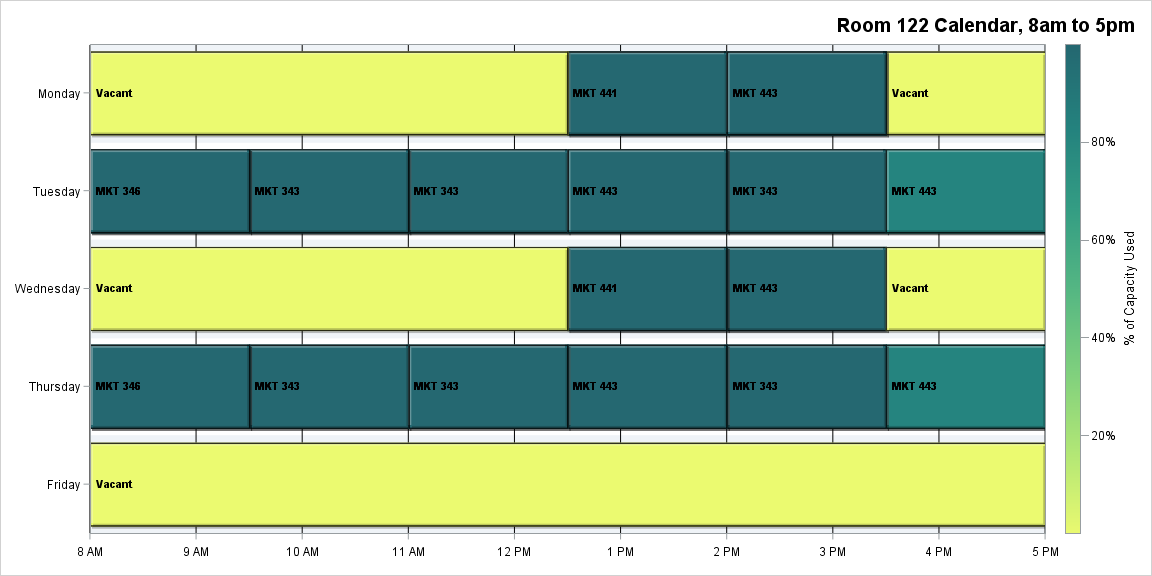 Room 122 Calendar, 8am to 5pm
Monday
Vacant
MKT 441
MKT 443
Vacant
Tuesday
MKT 346
MKT 343
MKT 343
MKT 443
MKT 343
MKT 443
Wednesday
Vacant
MKT 441
MKT 443
Vacant
Thursday
MKT 346
MKT 343
MKT 343
MKT 443
MKT 343
MKT 443
Friday
Vacant
8 AM
9 AM
10 AM
11 AM
12 PM
1 PM
2 PM
3 PM
4 PM
5 PM
80%
60%
40%
20%
% of Capacity Used